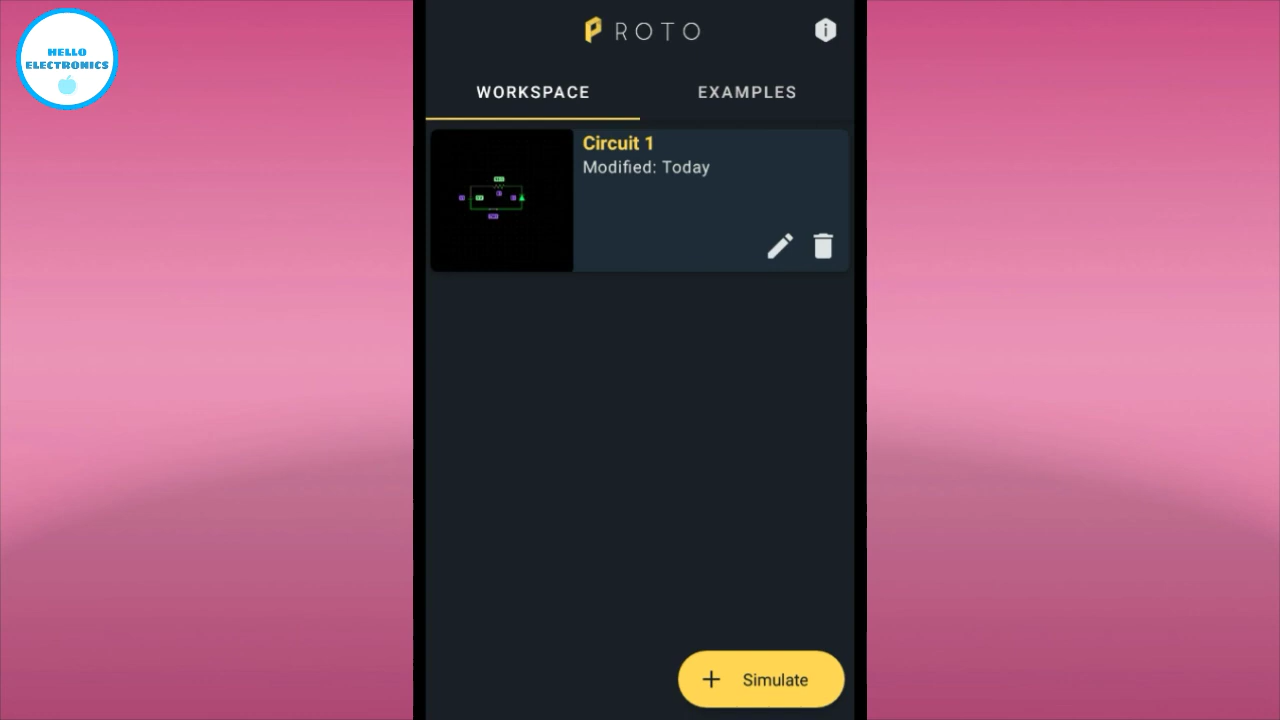 HELLO
ELECTRONICS
PROTO
WORKSPACE
EXAMPLES
Circuit 1
Modified: Today
+ Simulate